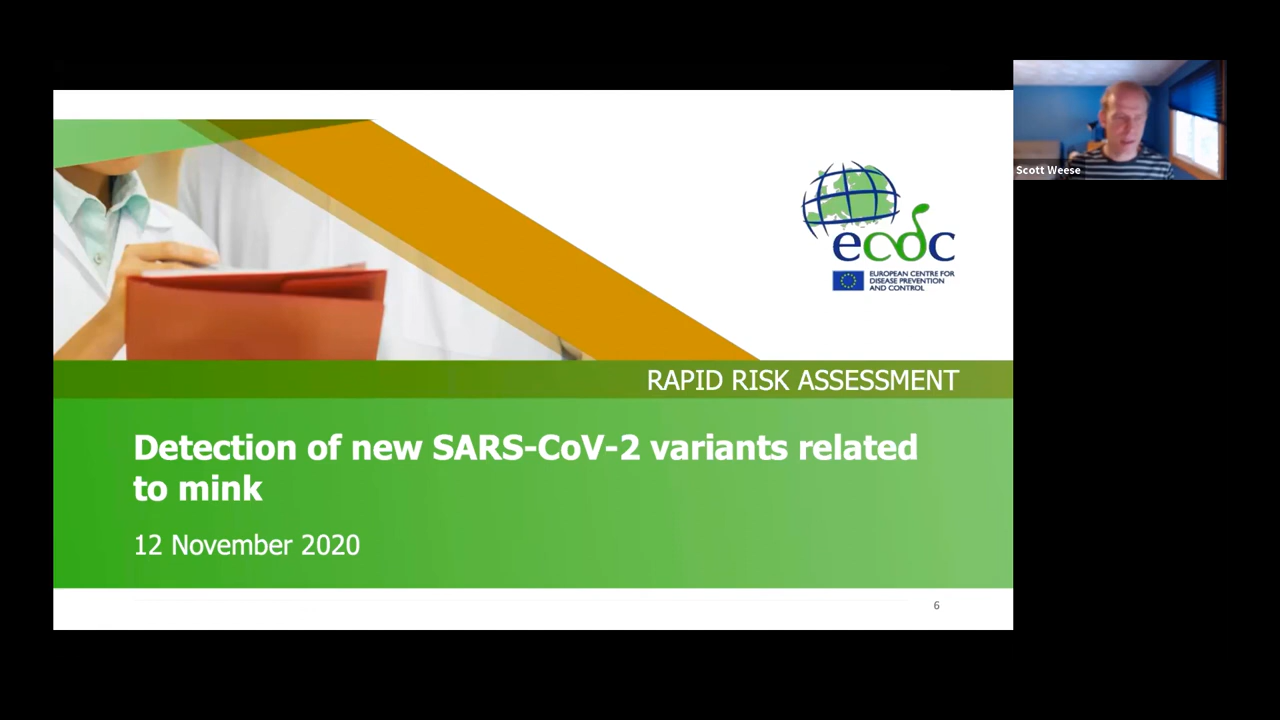 Scott Weese
ecdc
EUROPEAN CENTRE FOR
DISEASE PREVENTION
AND CONTROL
RAPID RISK ASSESSMENT
Detection of new SARS-CoV-2 variants related
to mink
12 November 2020
6